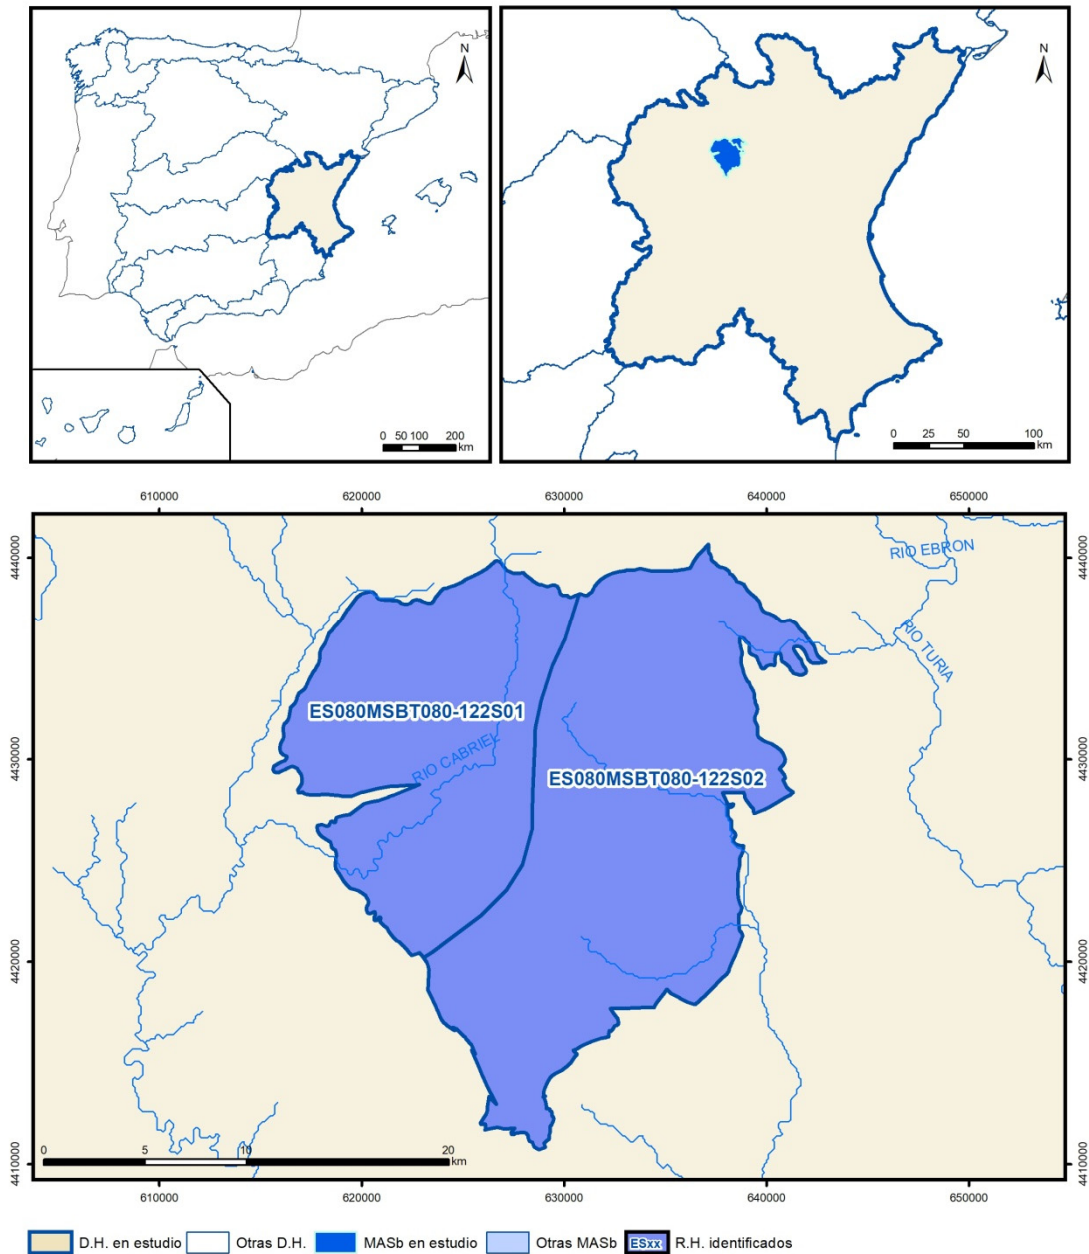 N
0 50 100 200
km
N
0 25 50 100
km
610000 620000 630000 640000 650000
4440000 4440000
RIO EBRON
RIO TURIA
ES080MSBT080-122S01
RIO CABRIEL
4430000 4430000
ES080MSBT080-122S02
4420000 4420000
0 5 10 20
km
4410000 4410000
610000 620000 630000 640000 650000
D.H. en estudio Otras D.H. MASb en estudio Otras MASb ESxx R.H. identificados